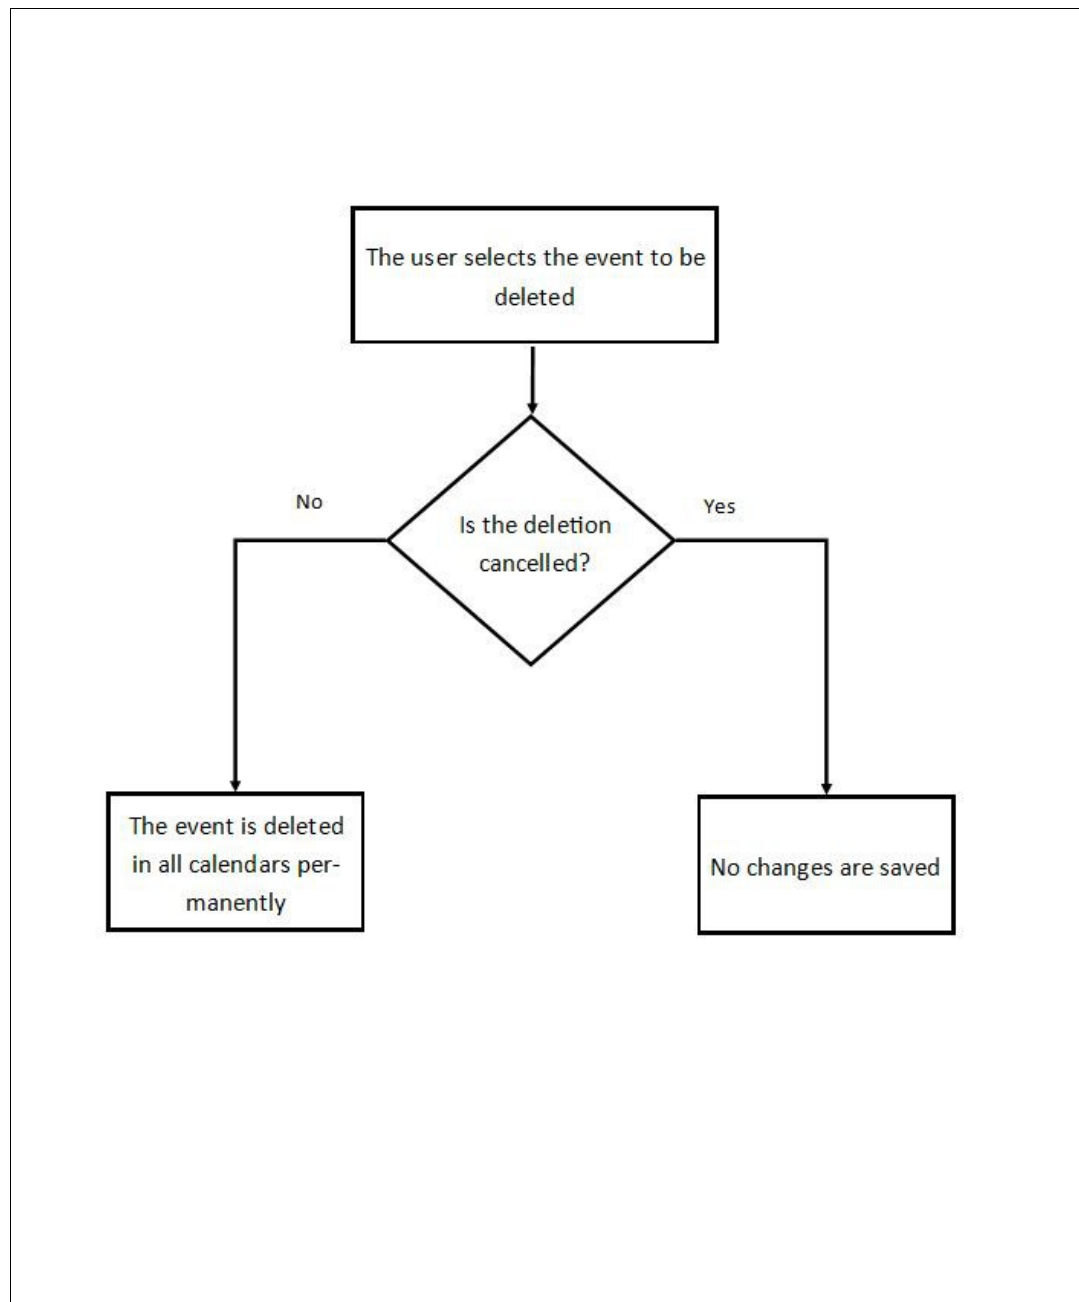 The user selects the event to be
deleted
No
Yes
Is the deletion
cancelled?
The event is deleted
in all calendars per-
manently
No changes are saved